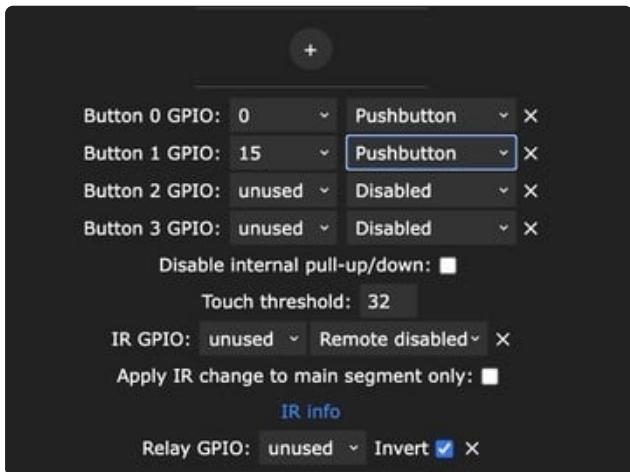 +
Button 0 GPIO: 0 Pushbutton ×
Button 1 GPIO: 15 Pushbutton ×
Button 2 GPIO: unused Disabled ×
Button 3 GPIO: unused Disabled ×
Disable internal pull-up/down:
Touch threshold: 32
IR GPIO: unused Remote disabled ×
Apply IR change to main segment only:
IR info
Relay GPIO: unused Invert ×